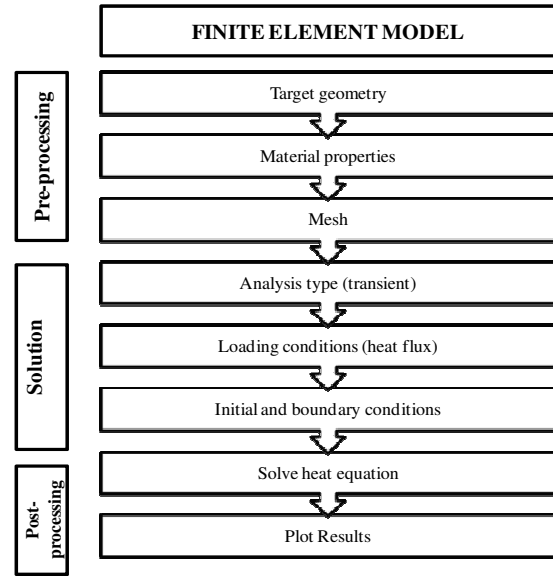 FINITE ELEMENT MODEL
Pre-processing
Target geometry
Material properties
Mesh
Solution
Analysis type (transient)
Loading conditions (heat flux)
Initial and boundary conditions
Post-
processing
Solve heat equation
Plot Results